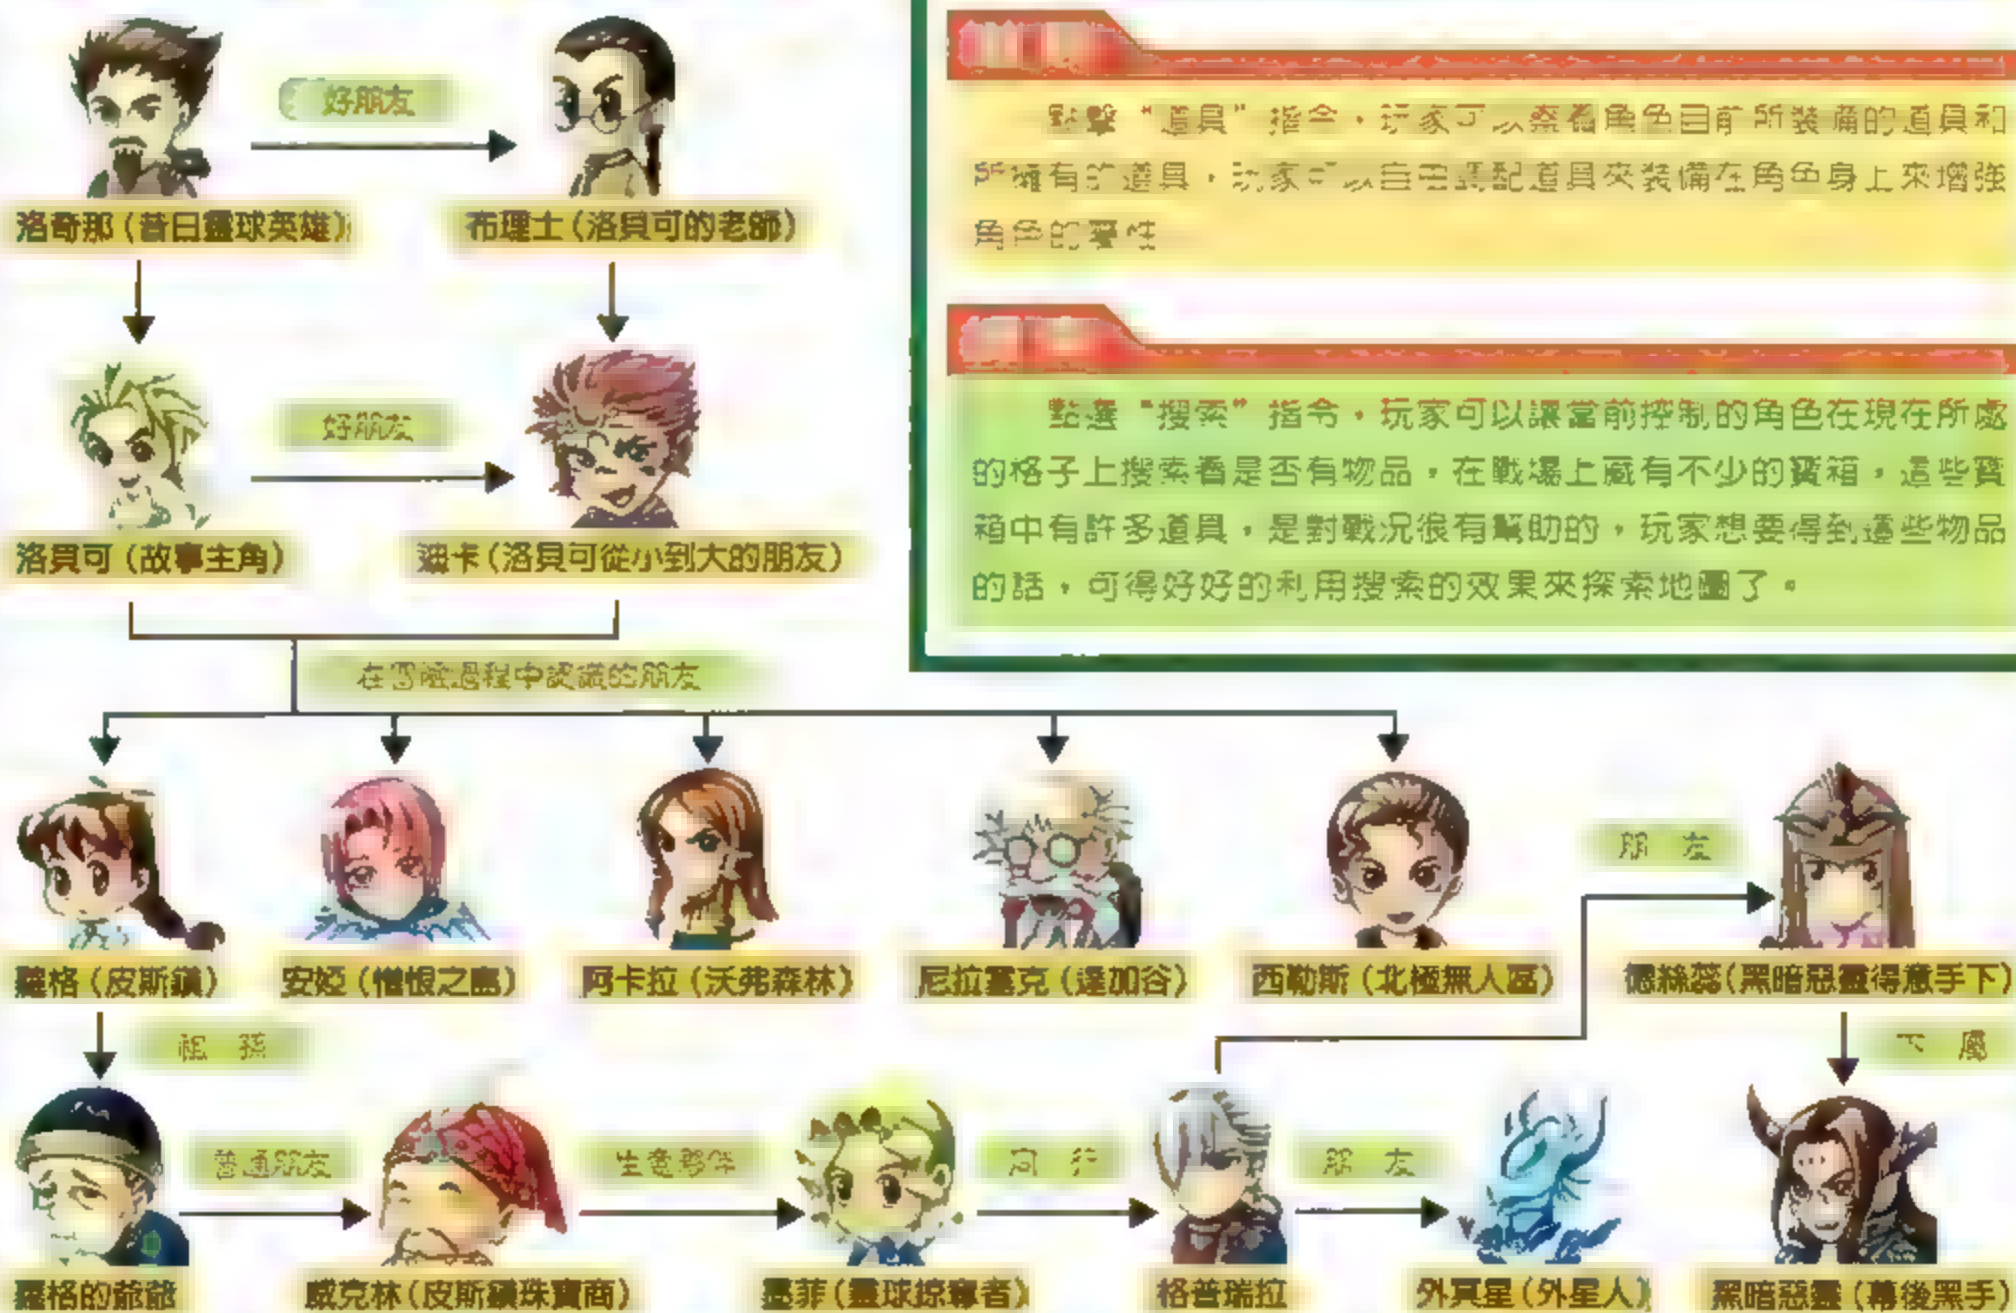 好朋友
洛奇那（昔日靈球英雄）
布理士（洛貝可的老師）
好朋友
洛貝可（故事主角）
迪卡（洛貝可從小到大的朋友）
點擊“道具”指令，玩家可以察看角色目前所裝備的道具和
所擁有的道具，玩家可以自由調配道具來裝備在角色身上來增強
角色的屬性
點選“搜索”指令，玩家可以讓當前控制的角色在現在所處
的格子上搜索看是否有物品，在戰場上藏有不少的寶箱，這些寶
箱中有許多道具，是對戰況很有幫助的，玩家想要得到這些物品
的話，可得好好的利用搜索的效果來探索地圖了。
在冒險過程中認識的朋友
朋 友
蘿格（皮斯鎮）
安婭（憎恨之島）
阿卡拉（沃弗森林）
尼拉塞克（達加谷）
西勒斯（北極無人區）
德絲蕊（黑暗惡靈得意手下）
祖 孫
下 屬
普通朋友
生意夥伴
同 行
朋 友
蘿格的爺爺
威克林（皮斯鎮珠寶商）
墨菲（靈球掠奪者）
格普瑞拉
外冥星（外星人）
黑暗惡靈（幕後黑手）